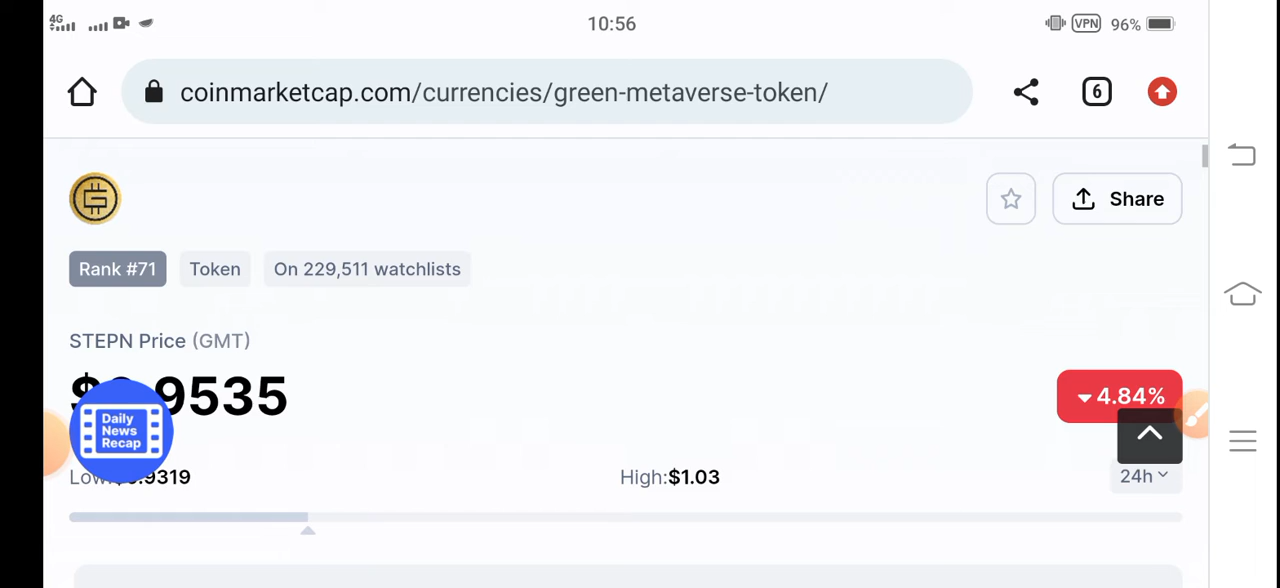 4G 10:56 VPN 96%
coinmarketcap.com/currencies/green-metaverse-token/ 6
Share
Rank #71 Token On 229,511 watchlists
STEPN Price (GMT)
9535 4.84%
Daily
News
Recap
Low: 9319 High:$1.03 24h